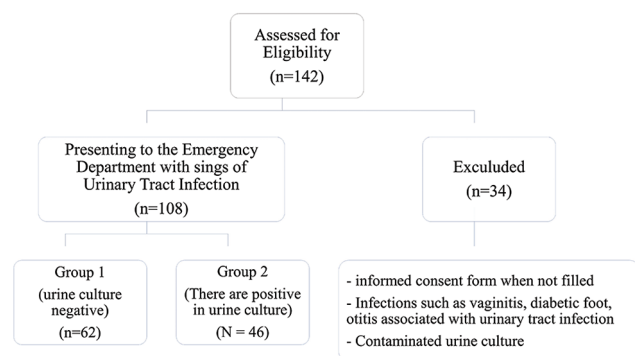 Assessed for
Eligibility
(n=142)
Presenting to the Emergency
Department with sings of
Urinary Tract Infection
(n=108)
Exculuded
(n=34)
Group 1
(urine culture
negative)
(n=62)
Group 2
(There are positive
in urine culture)
(N = 46)
- informed consent form when not filled
- Infections such as vaginitis, diabetic foot,
otitis associated with urinary tract infection
- Contaminated urine culture